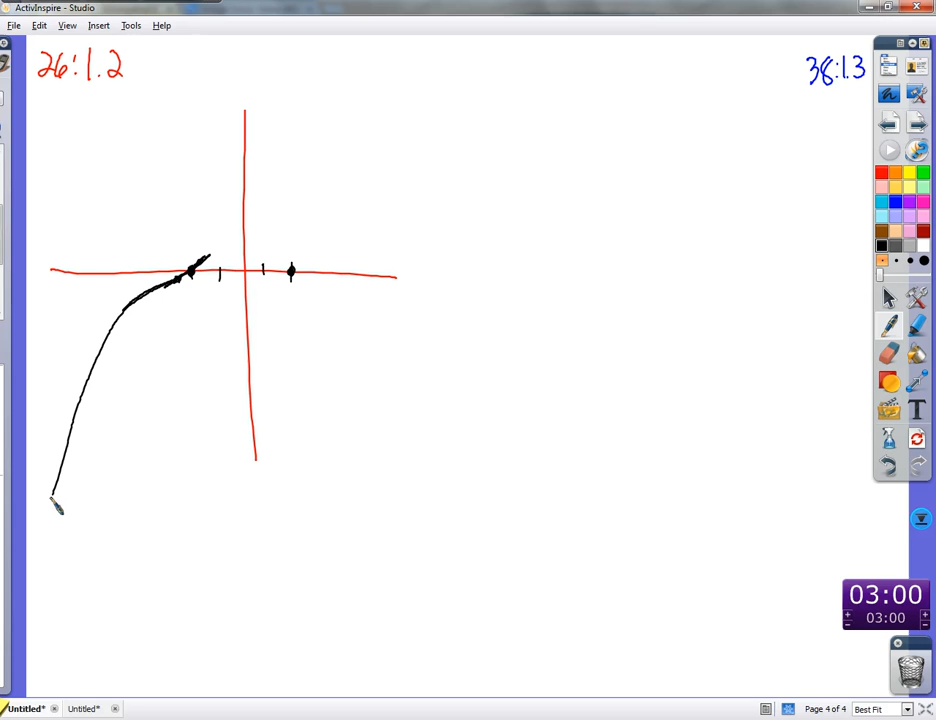 ActivInspire - Studio
File Edit View Insert Tools Help
26:1.2
38:1.3
03:00
03:00
Untitled* Untitled* Page 4 of 4 Best Fit